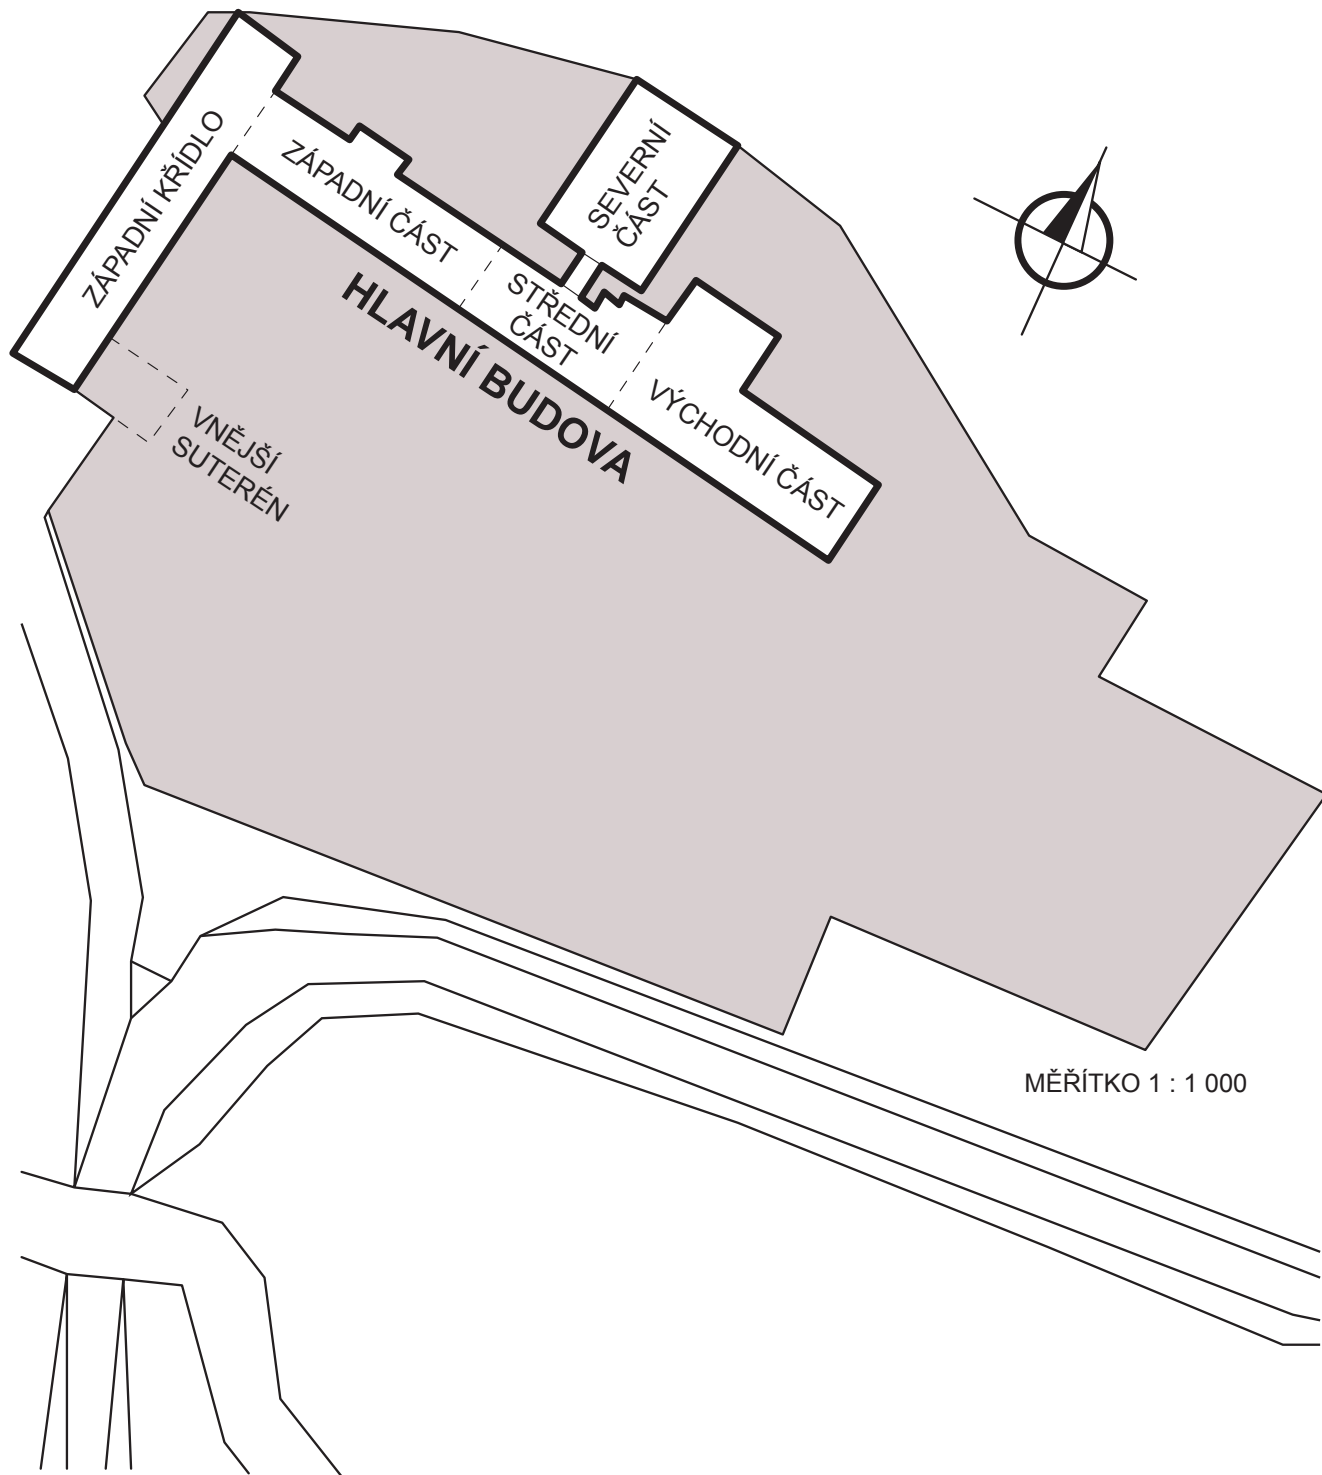 ZÁPADNÍ KŘÍDLO
ZÁPADNÍ ČÁST
SEVERNÍ
ČÁST
STŘEDNÍ
ČÁST
HLAVNÍ BUDOVA
VÝCHODNÍ ČÁST
VNĚJŠÍ
SUTERÉN
MĚŘÍTKO 1 : 1 000